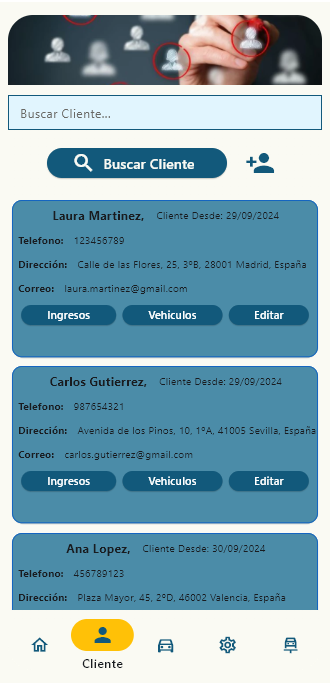 Buscar Cliente...
Buscar Cliente
Laura Martinez, Cliente Desde: 29/09/2024
Telefono: 123456789
Dirección: Calle de las Flores, 25, 3ºB, 28001 Madrid, España
Correo: laura.martinez@gmail.com
Ingresos Vehiculos Editar
Carlos Gutierrez, Cliente Desde: 29/09/2024
Telefono: 987654321
Dirección: Avenida de los Pinos, 10, 1ºA, 41005 Sevilla, España
Correo: carlos.gutierrez@gmail.com
Ingresos Vehiculos Editar
Ana Lopez, Cliente Desde: 30/09/2024
Telefono: 456789123
Dirección: Plaza Mayor, 45, 2ºD, 46002 Valencia, España
Cliente